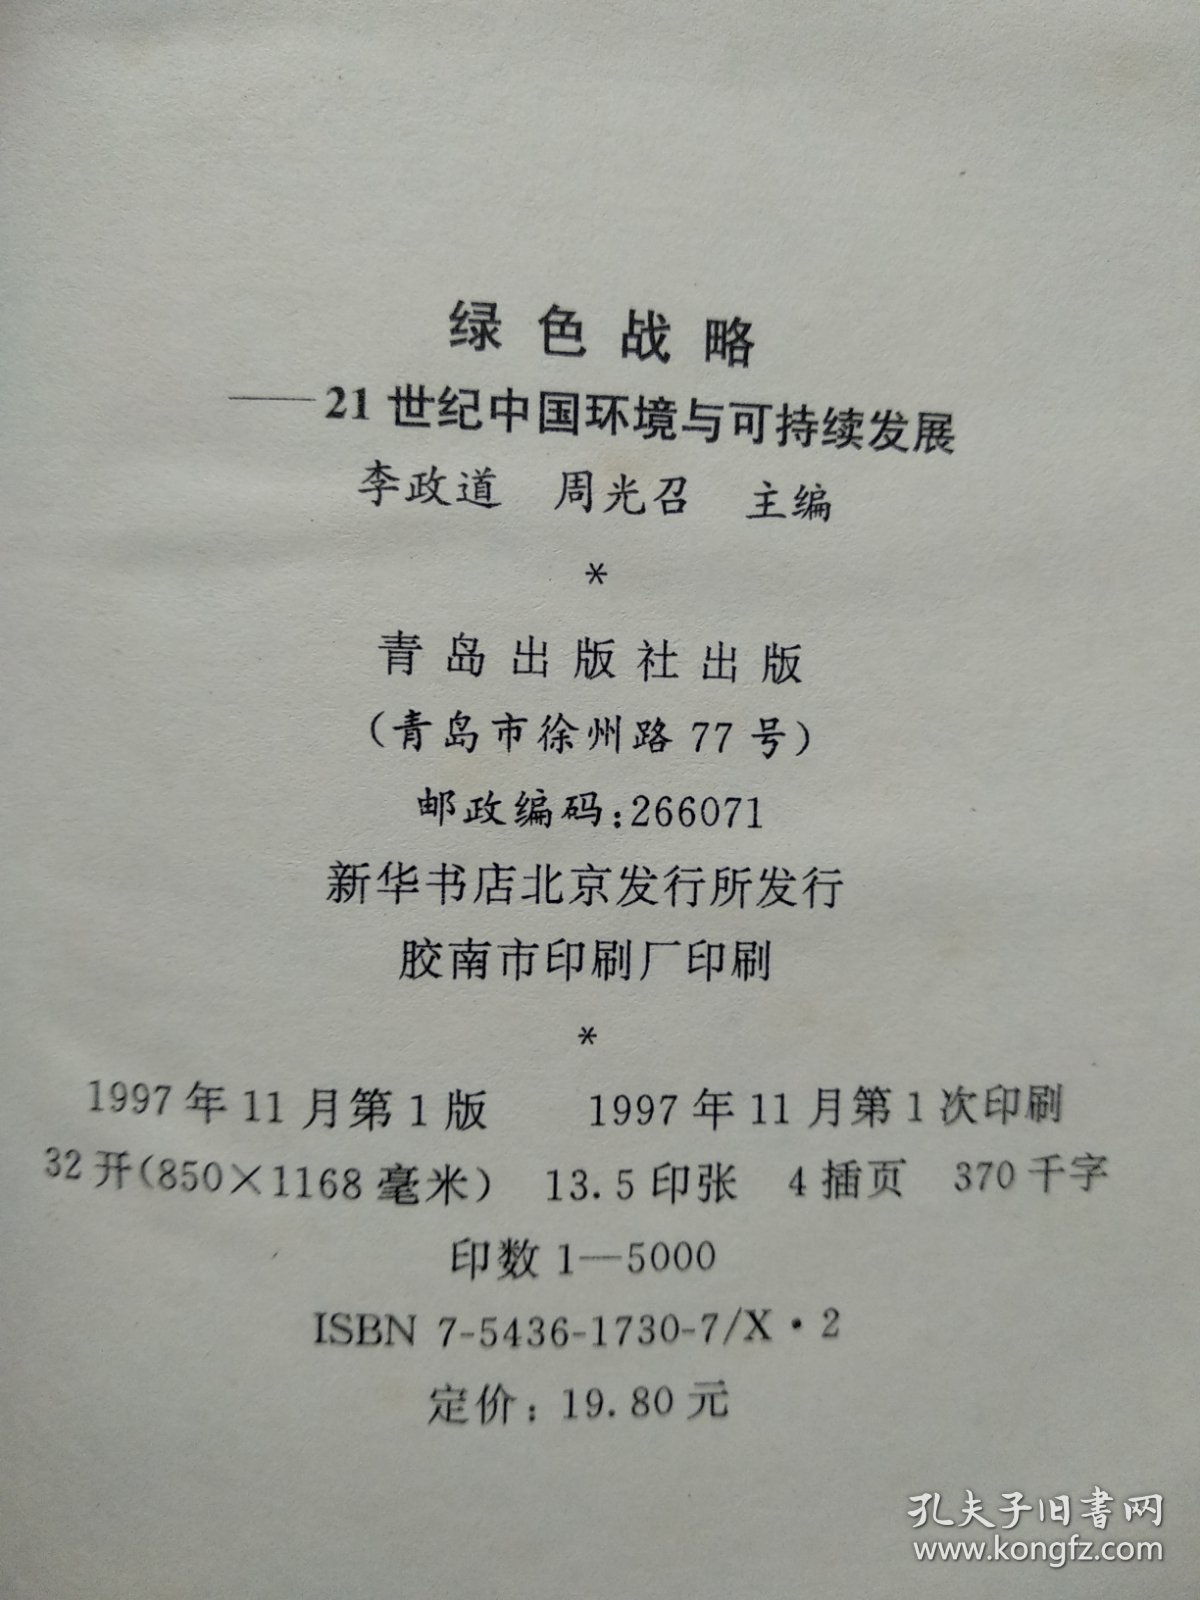 绿色战略
——21世纪中国环境与可持续发展
李政道 周光召 主编
*
青岛出版社出版
(青岛市徐州路77号)
邮政编码:266071
新华书店北京发行所发行
胶南市印刷厂印刷
*
1997年11月第1版 1997年11月第1次印刷
32开(850×1168毫米) 13.5印张 4插页 370千字
印数1—5000
ISBN 7-5436-1730-7/X·2
定价:19.80元
孔夫子旧书网
www.kongfz.com